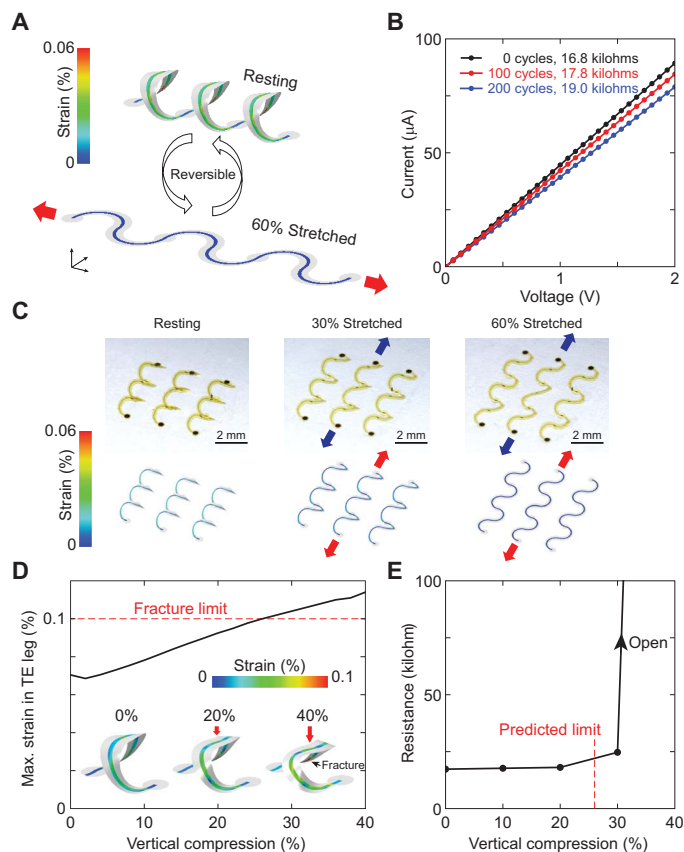 A
0.06
Strain (%)
0
Resting
Reversible
60% Stretched
B
100
50
0
Current (µA)
0 cycles, 16.8 kilohms
100 cycles, 17.8 kilohms
200 cycles, 19.0 kilohms
0
1
2
Voltage (V)
C
Resting
30% Stretched
60% Stretched
2 mm
2 mm
2 mm
0.06
Strain (%)
0
D
0.1
0
Max. strain in TE leg (%)
Fracture limit
Strain (%)
0
0.1
0%
20%
40%
Fracture
0
10
20
30
40
Vertical compression (%)
E
100
50
0
Resistance (kilohm)
Open
Predicted limit
0
10
20
30
40
Vertical compression (%)